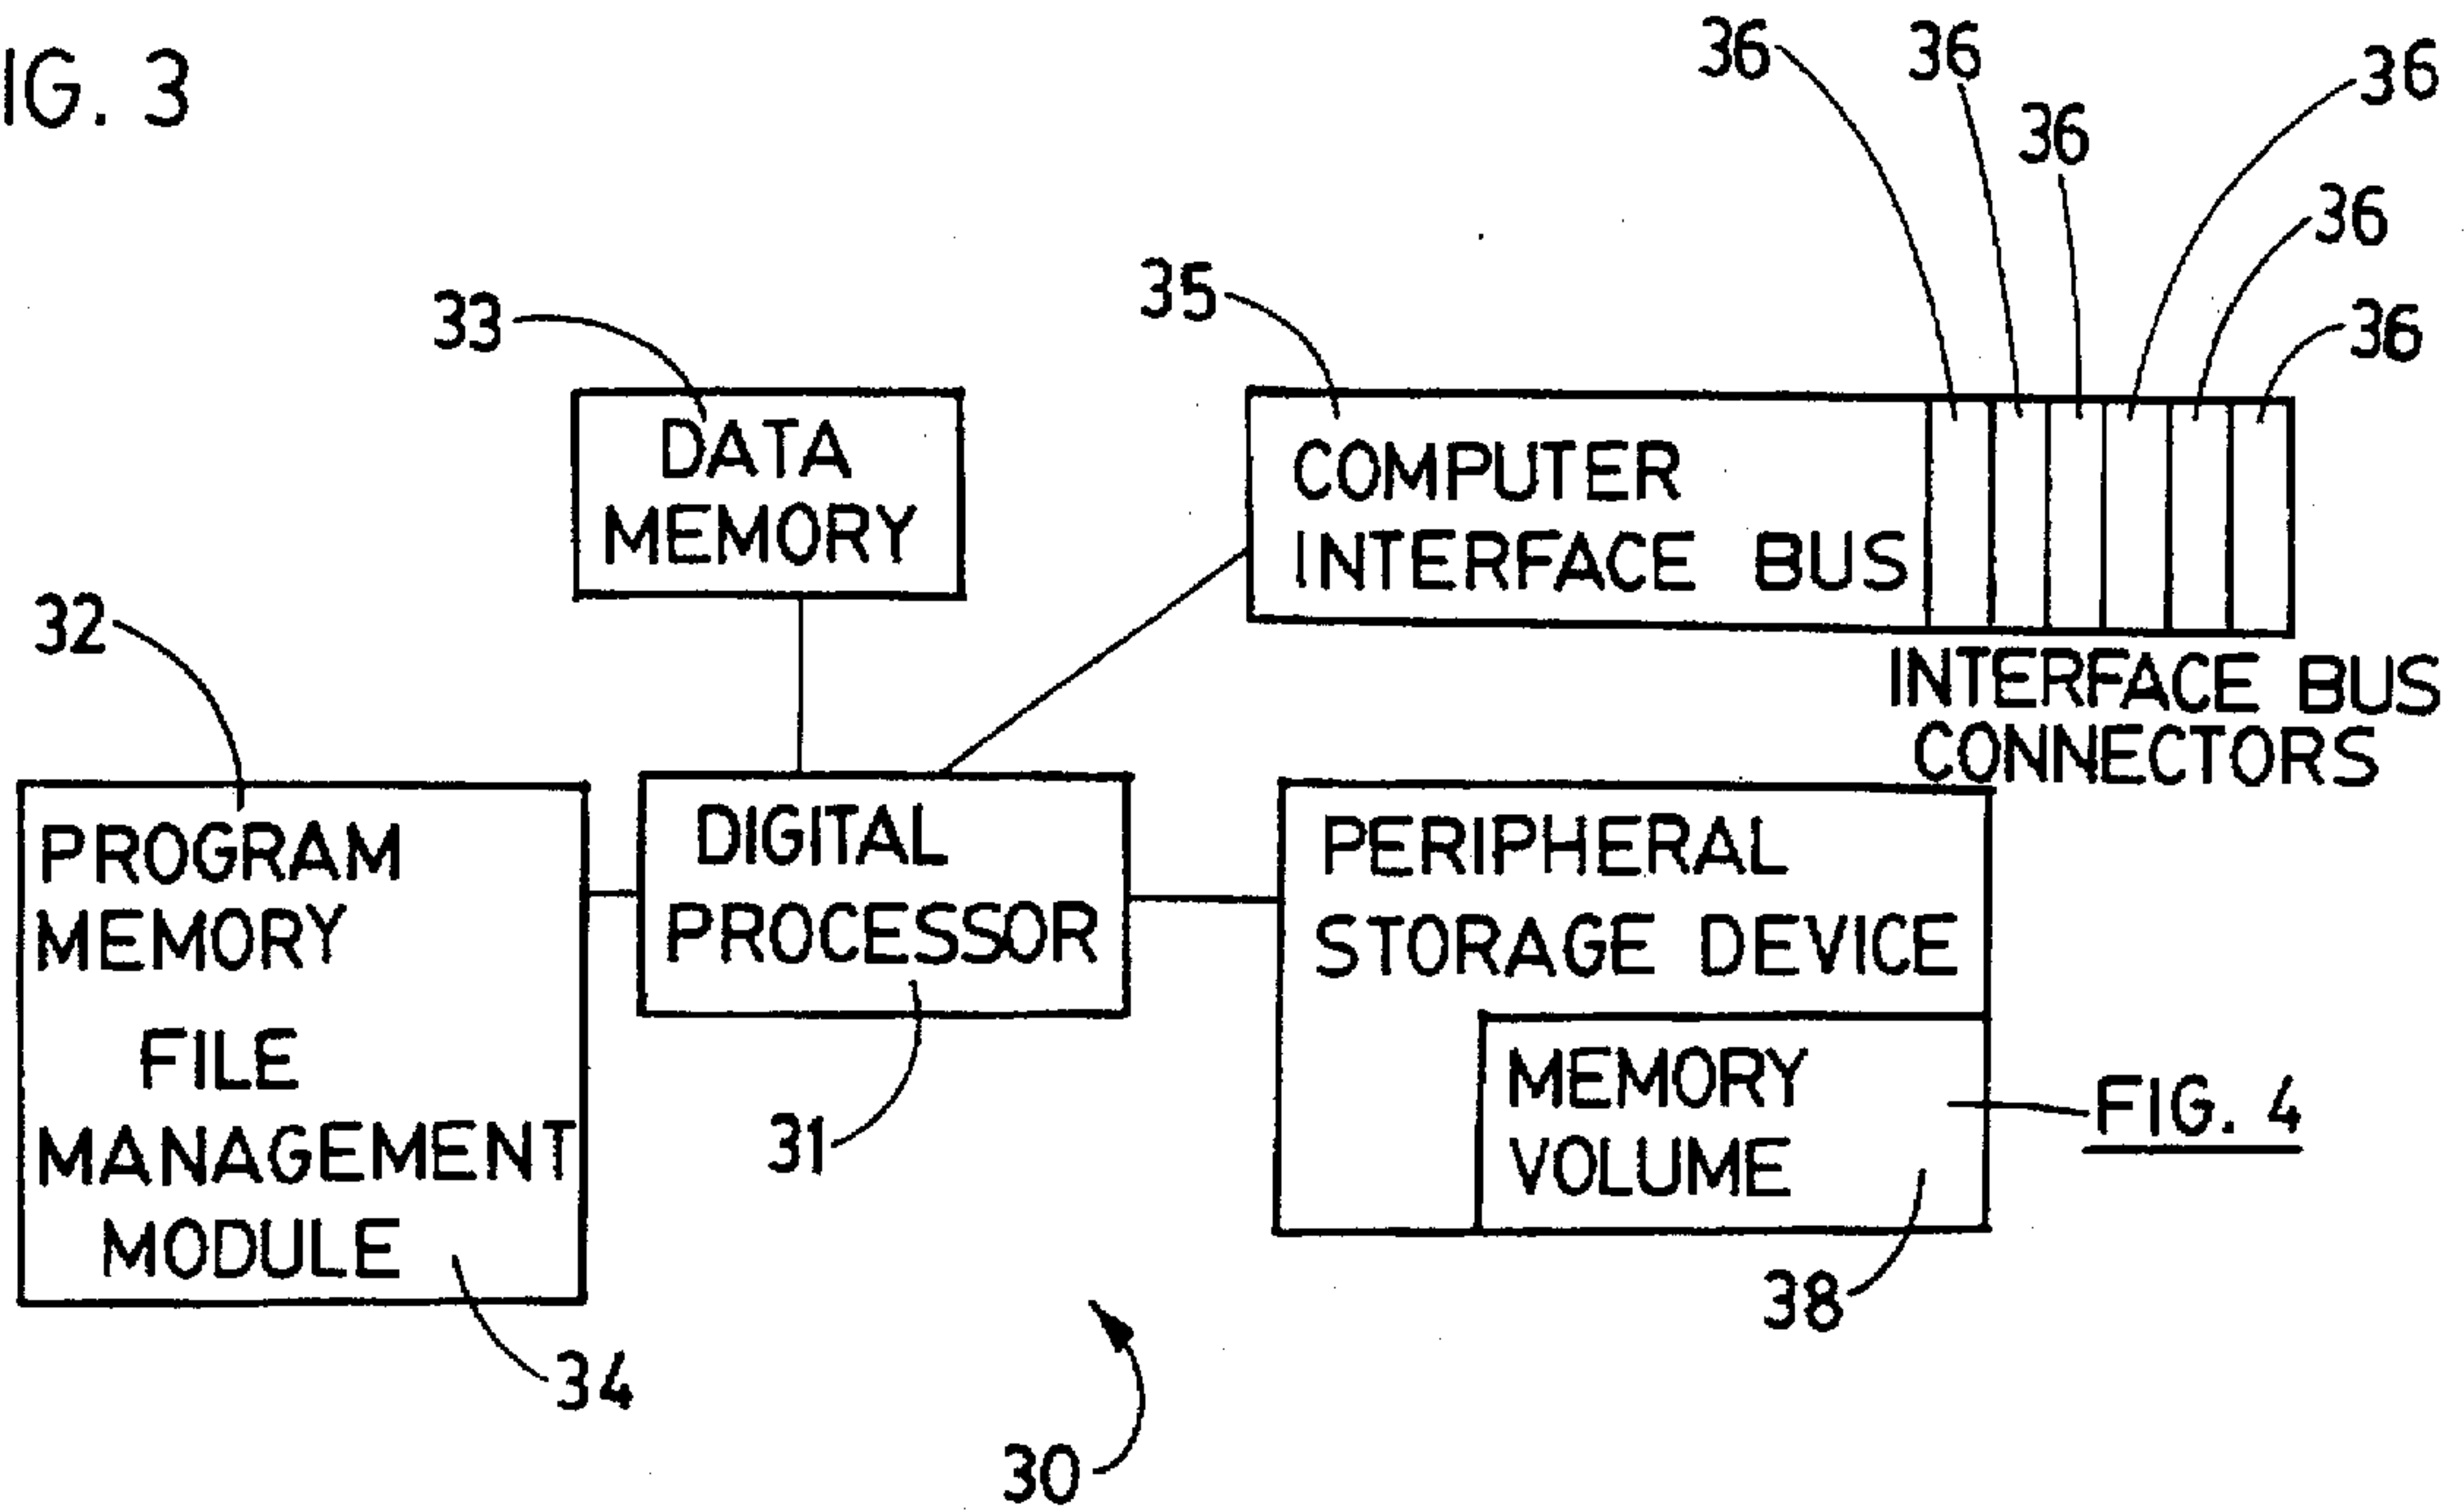 IG. 3
36
36
36
36
36
36
35
33
DATA
MEMORY
COMPUTER
INTERFACE BUS
INTERFACE BUS
CONNECTORS
32
PROGRAM
MEMORY
FILE
MANAGEMENT
MODULE
34
DIGITAL
PROCESSOR
31
PERIPHERAL
STORAGE DEVICE
MEMORY
VOLUME
FIG. 4
38
30